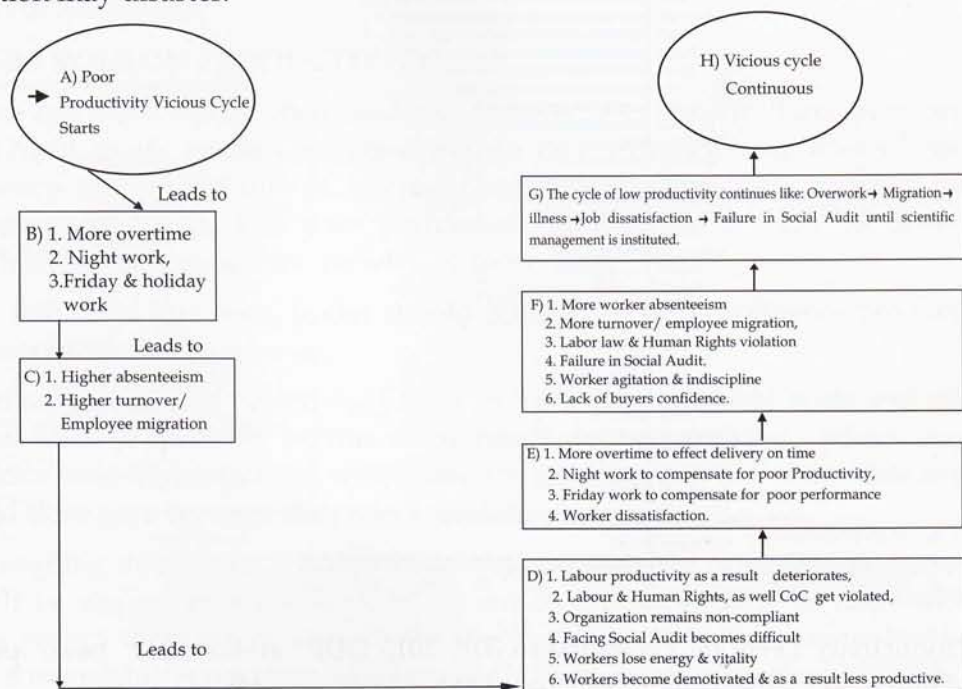 A) Poor
Productivity Vicious Cycle
Starts
Leads to
B) 1. More overtime
2. Night work,
3.Friday & holiday
work
Leads to
C) 1. Higher absenteeism
2. Higher turnover/
Employee migration
Leads to
D) 1. Labour productivity as a result deteriorates,
2. Labour & Human Rights, as well CoC get violated,
3. Organization remains non-compliant
4. Facing Social Audit becomes difficult
5. Workers lose energy & vitality
6. Workers become demotivated & as a result less productive.
E) 1. More overtime to effect delivery on time
2. Night work to compensate for poor Productivity,
3. Friday work to compensate for poor performance
4. Worker dissatisfaction.
F) 1. More worker absenteeism
2. More turnover/ employee migration,
3. Labor law & Human Rights violation
4. Failure in Social Audit.
5. Worker agitation & indiscipline
6. Lack of buyers confidence.
G) The cycle of low productivity continues like: Overwork→ Migration→
illness→Job dissatisfaction → Failure in Social Audit until scientific
management is instituted.
H) Vicious cycle
Continuous